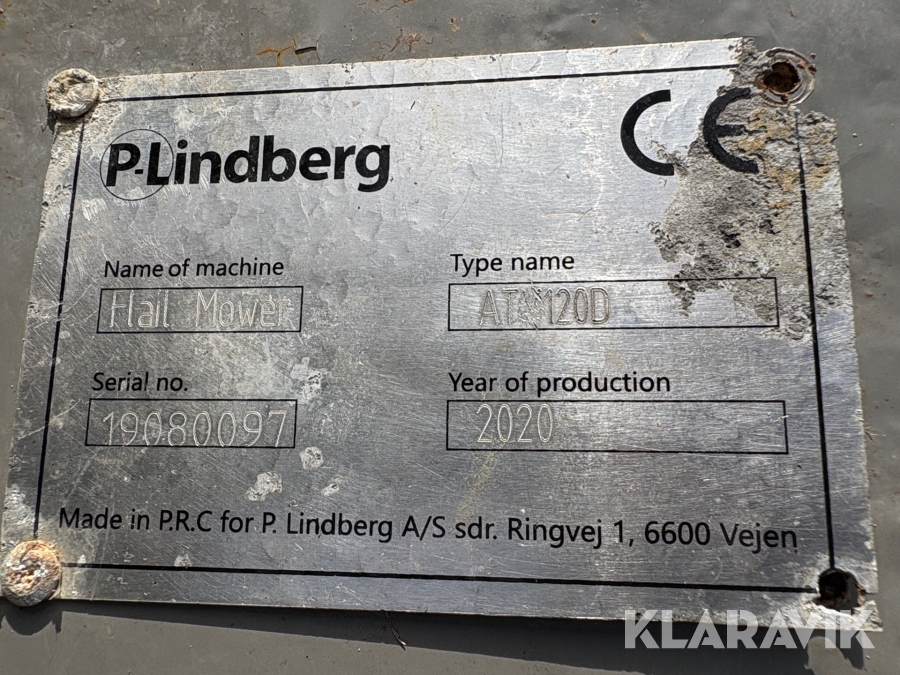 P-Lindberg CE
Name of machine Type name
Flail Mower ATM120D
Serial no. Year of production
19080097 2020
Made in P.R.C for P. Lindberg A/S sdr. Ringvej 1, 6600 Vejen
KLARAVIK